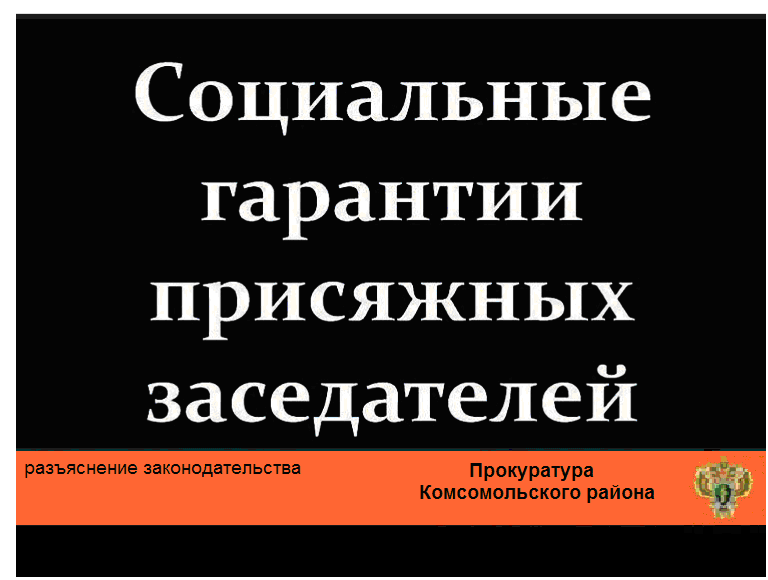 Социальные
гарантии
присяжных
заседателей
разъяснение законодательства
Прокуратура
Комсомольского района